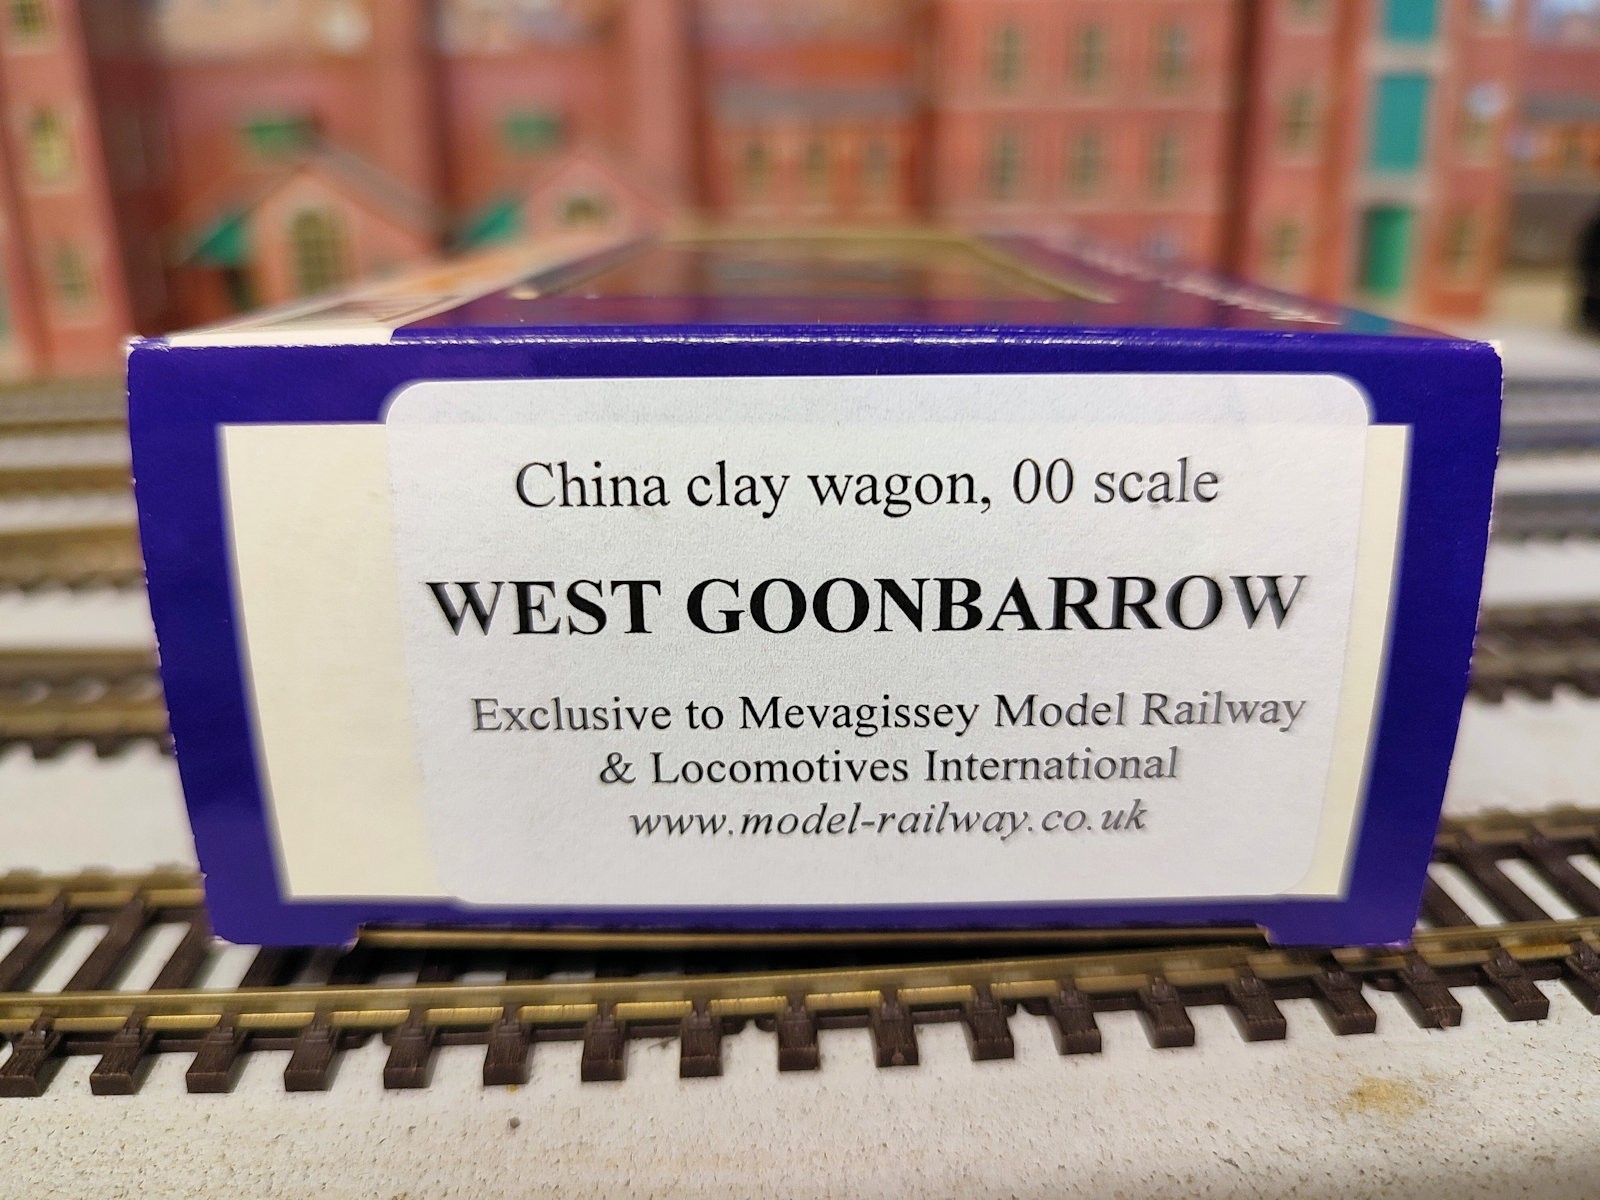 China clay wagon, 00 scale
WEST GOONBARROW
Exclusive to Mevagissey Model Railway
& Locomotives International
www.model-railway.co.uk